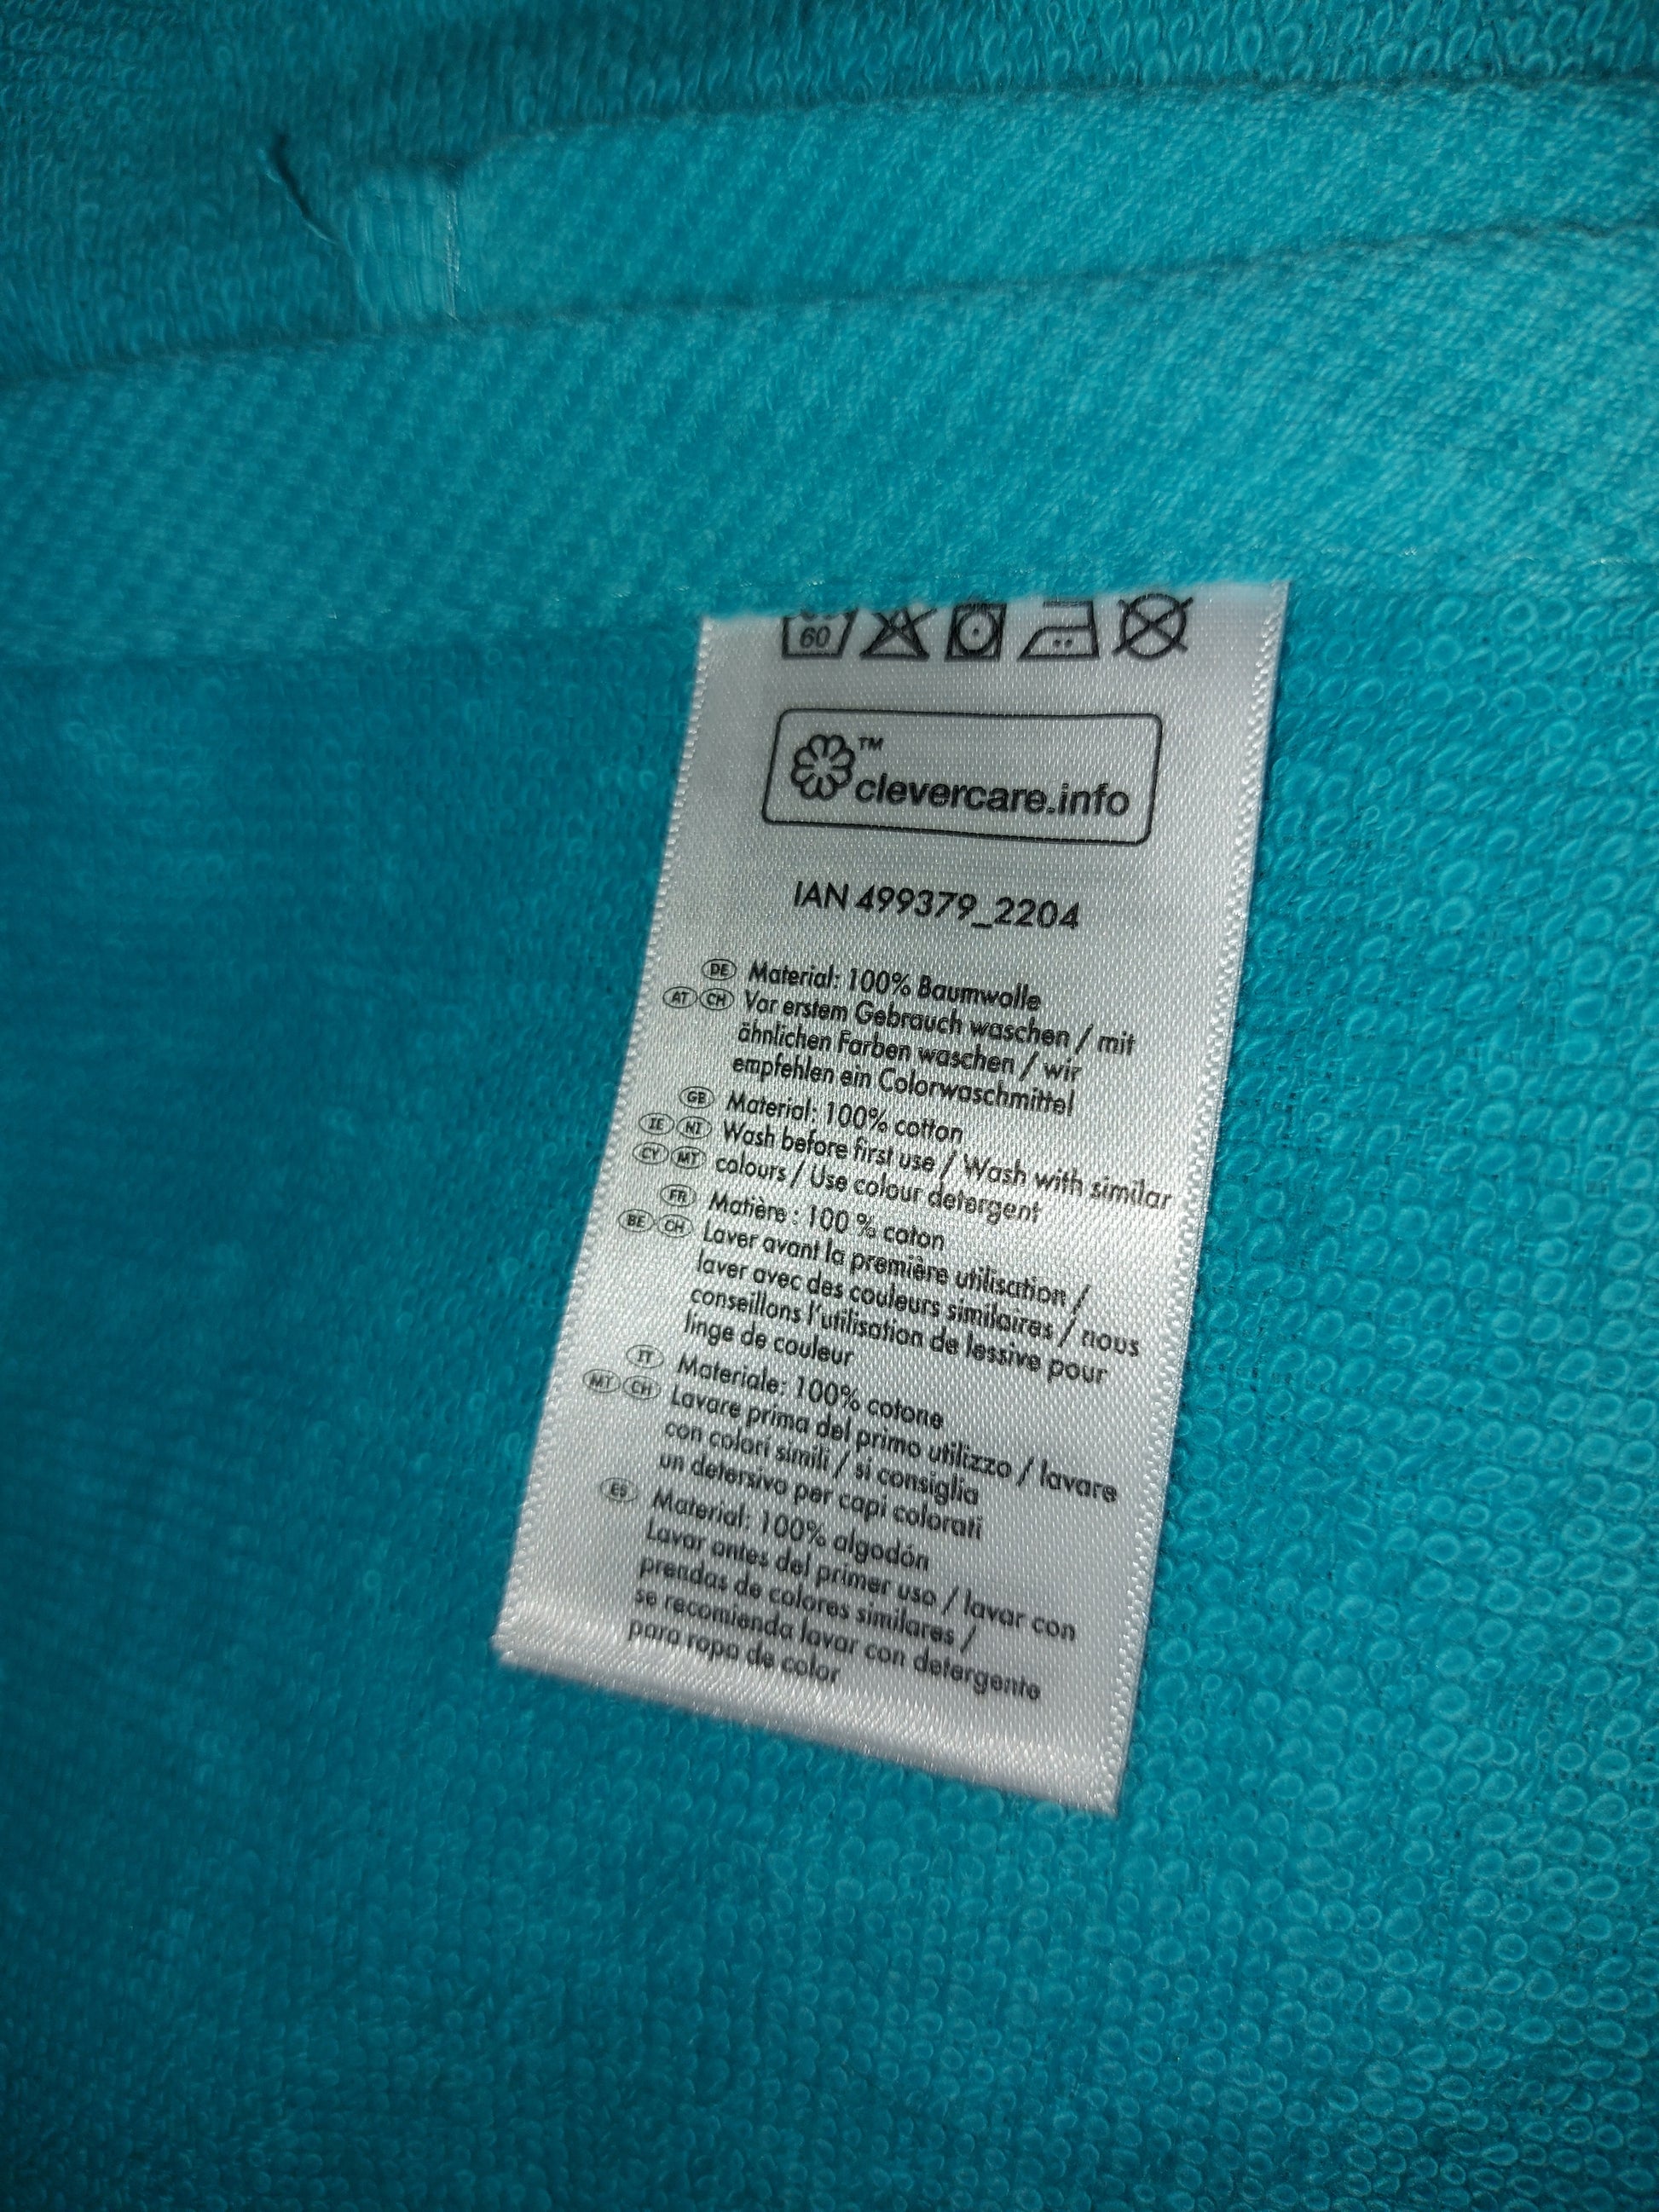 60
™
clevercare.info
IAN 499379_2204
DE Material: 100% Baumwolle
AT CH Vor erstem Gebrauch waschen / mit
ähnlichen Farben waschen / wir
empfehlen ein Colorwaschmittel
GB Material: 100% cotton
IE NI Wash before first use / Wash with similar
CY MT colours / Use colour detergent
FR Matière : 100 % coton
BE CH Laver avant la première utilisation /
laver avec des couleurs similaires / nous
conseillons l'utilisation de lessive pour
linge de couleur
IT Materiale: 100% cotone
MT CH Lavare prima del primo utilizzo / lavare
con colori simili / si consiglia
un detersivo per capi colorati
ES Material: 100% algodón
Lavar antes del primer uso / lavar con
prendas de colores similares /
se recomienda lavar con detergente
para ropa de color